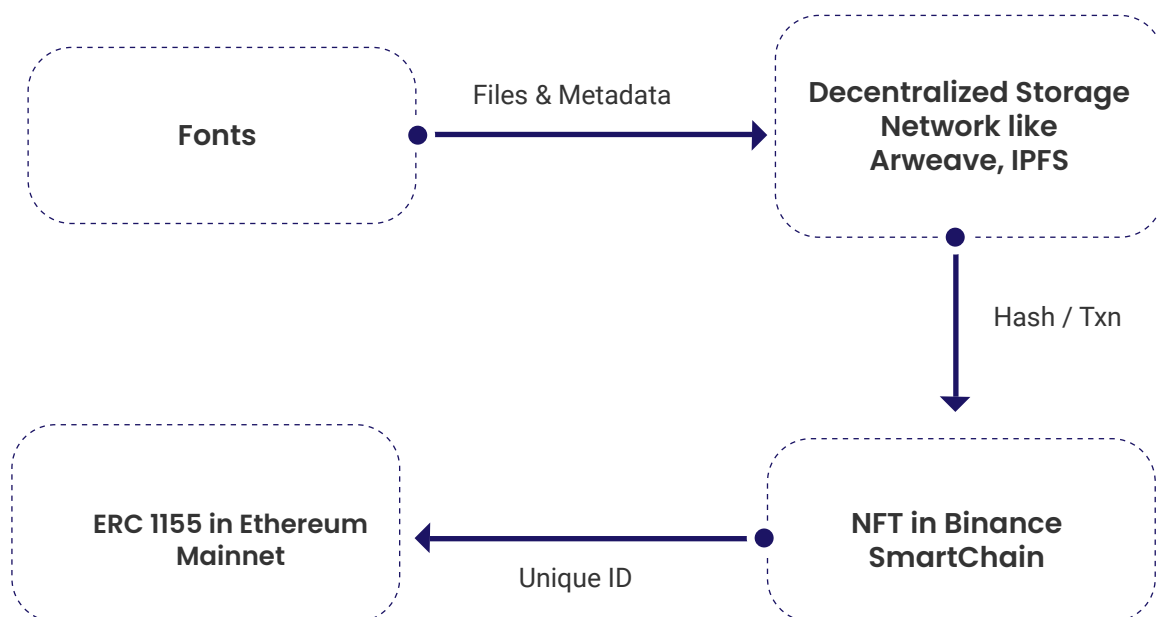 Fonts
Files & Metadata
Decentralized Storage
Network like
Arweave, IPFS
Hash / Txn
NFT in Binance
SmartChain
Unique ID
ERC 1155 in Ethereum
Mainnet